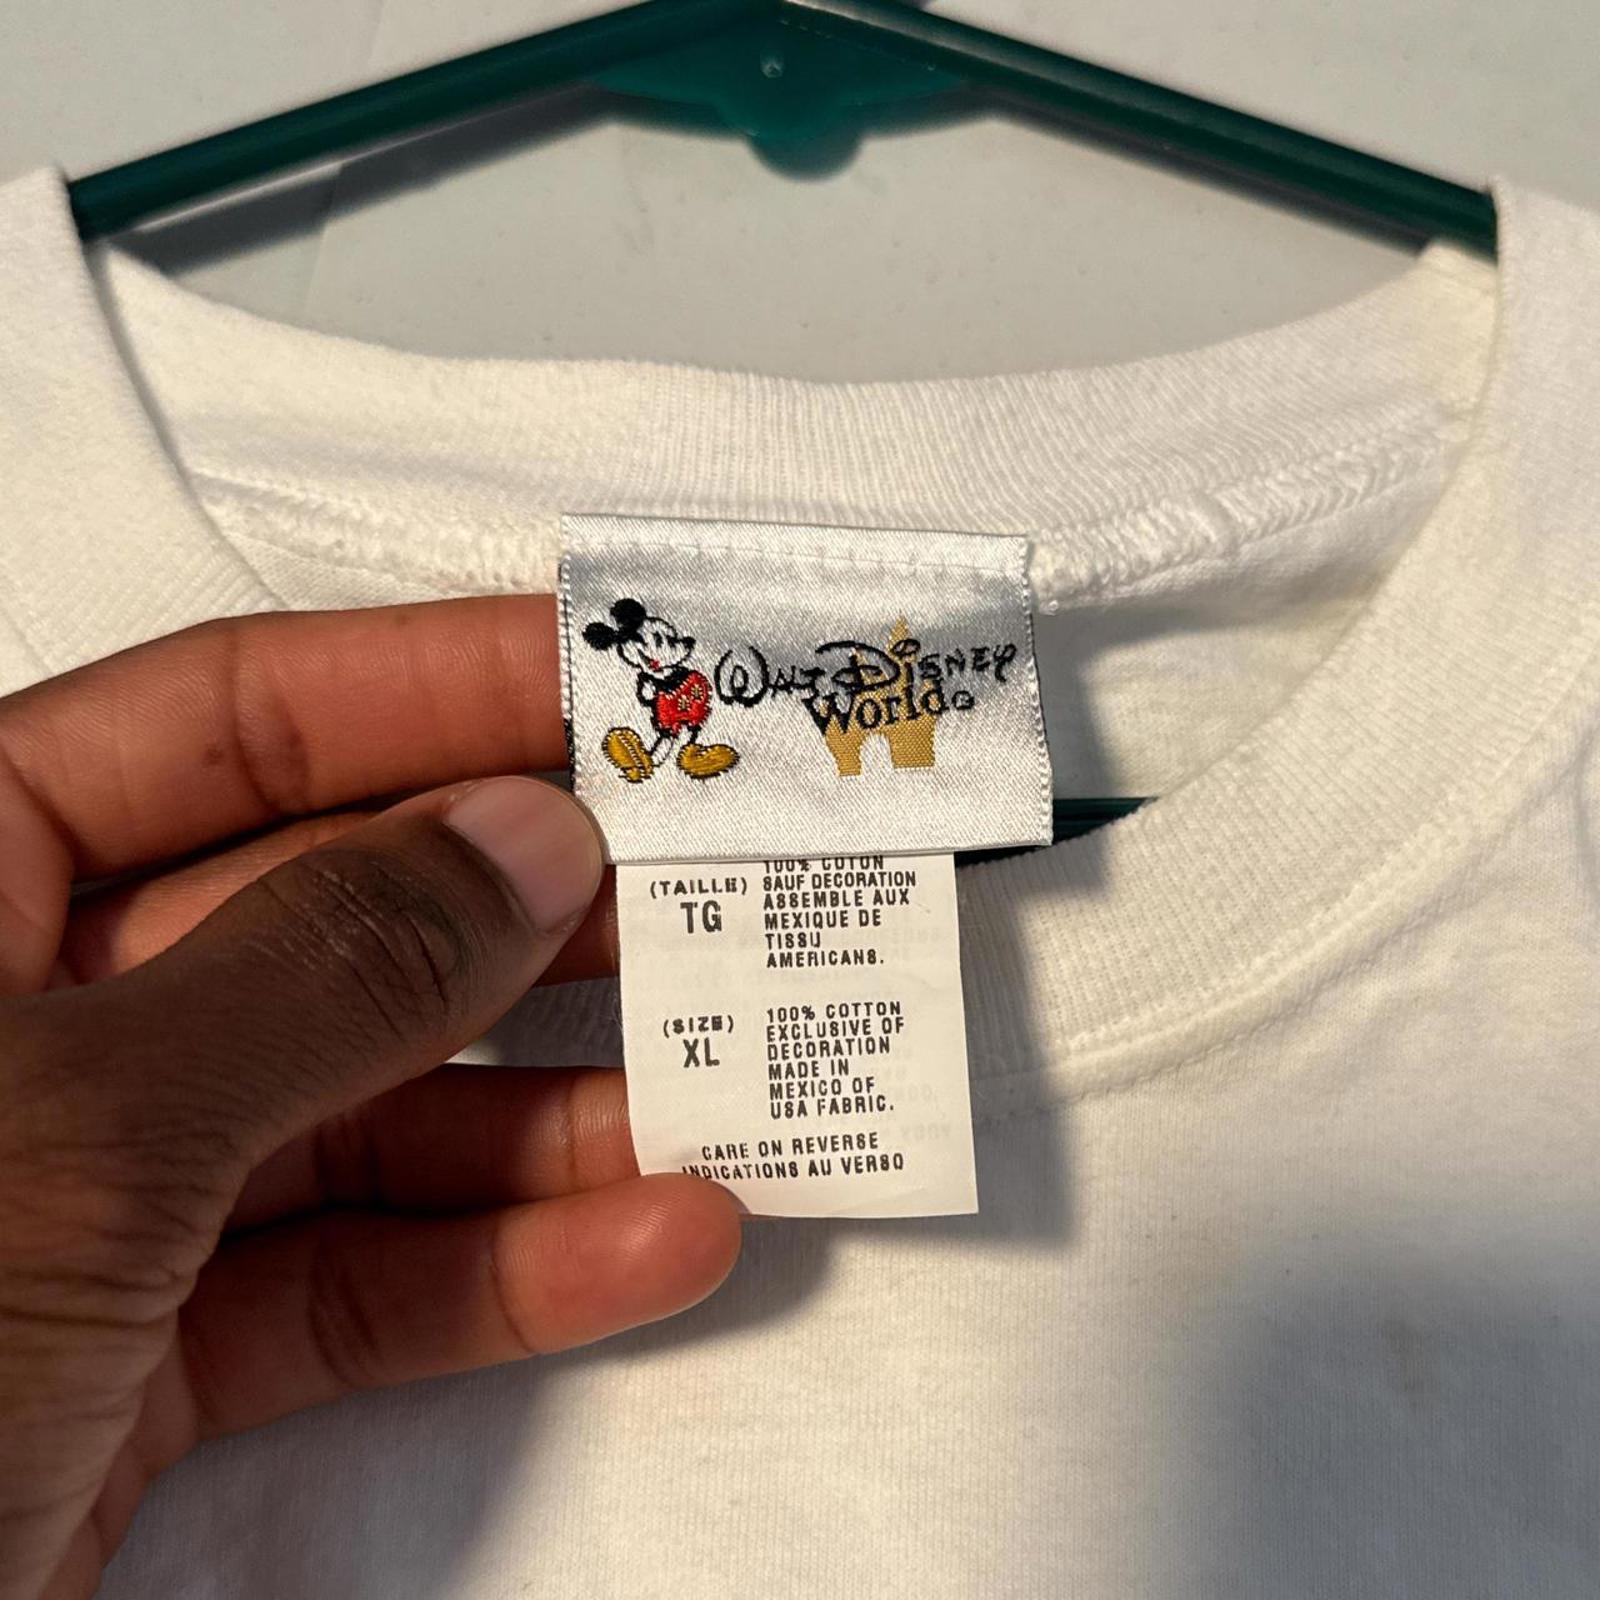 WALT DISNEY
World®
(TAILLE)
TG
100% COTON
SAUF DECORATION
ASSEMBLE AUX
MEXIQUE DE
TISSU
AMERICANS.
(SIZE)
XL
100% COTTON
EXCLUSIVE OF
DECORATION
MADE IN
MEXICO OF
USA FABRIC.
CARE ON REVERSE
INDICATIONS AU VERSO